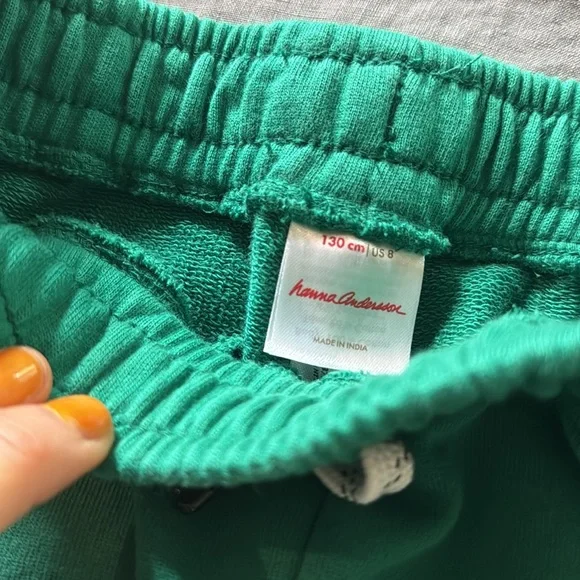 130 cm | US 8
hanna andersson
MADE IN INDIA